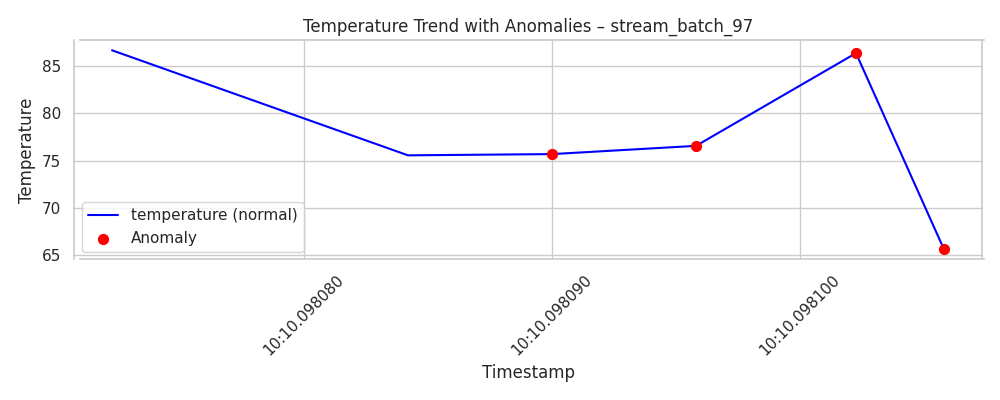 Temperature Trend with Anomalies – stream_batch_97
Temperature
85
80
75
70
65
temperature (normal)
Anomaly
10:10.098080
10:10.098090
10:10.098100
Timestamp